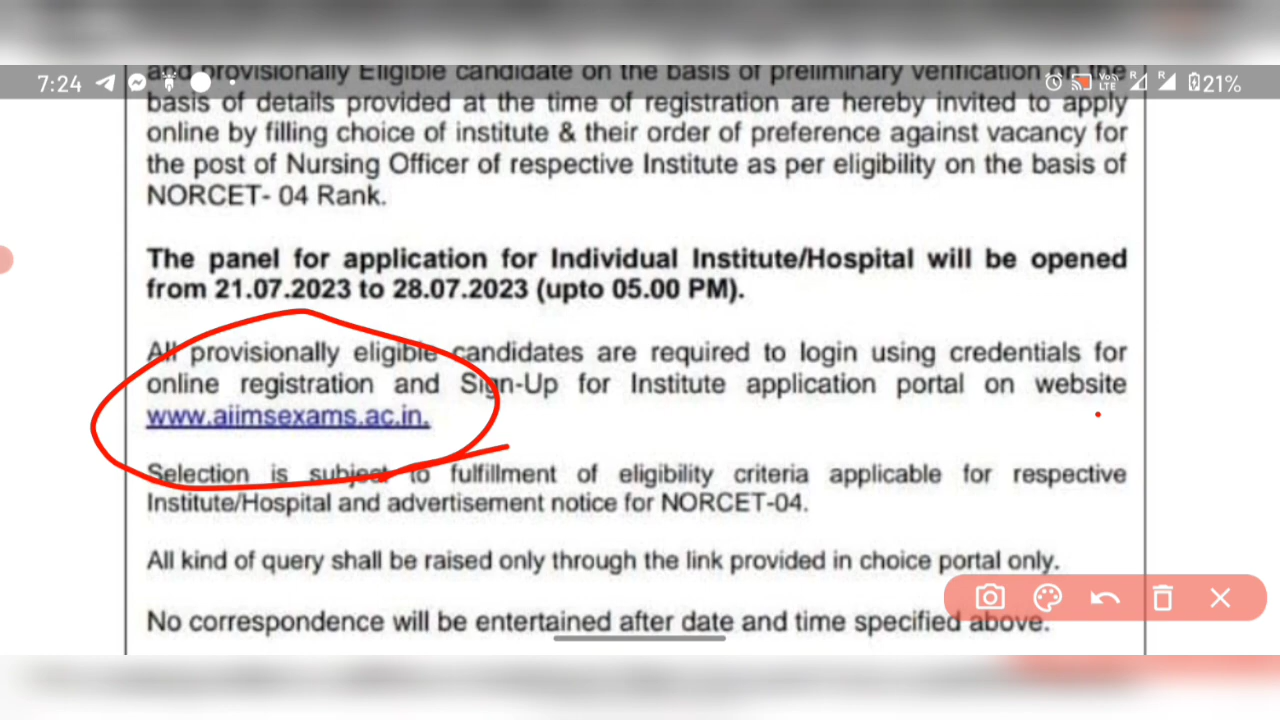 7:24
VoLTE R R 21%
and provisionally Eligible candidate on the basis of preliminary verification on the
basis of details provided at the time of registration are hereby invited to apply
online by filling choice of institute & their order of preference against vacancy for
the post of Nursing Officer of respective Institute as per eligibility on the basis of
NORCET- 04 Rank.
The panel for application for Individual Institute/Hospital will be opened
from 21.07.2023 to 28.07.2023 (upto 05.00 PM).
All provisionally eligible candidates are required to login using credentials for
online registration and Sign-Up for Institute application portal on website
www.aiimsexams.ac.in.
Selection is subject to fulfillment of eligibility criteria applicable for respective
Institute/Hospital and advertisement notice for NORCET-04.
All kind of query shall be raised only through the link provided in choice portal only.
No correspondence will be entertained after date and time specified above.